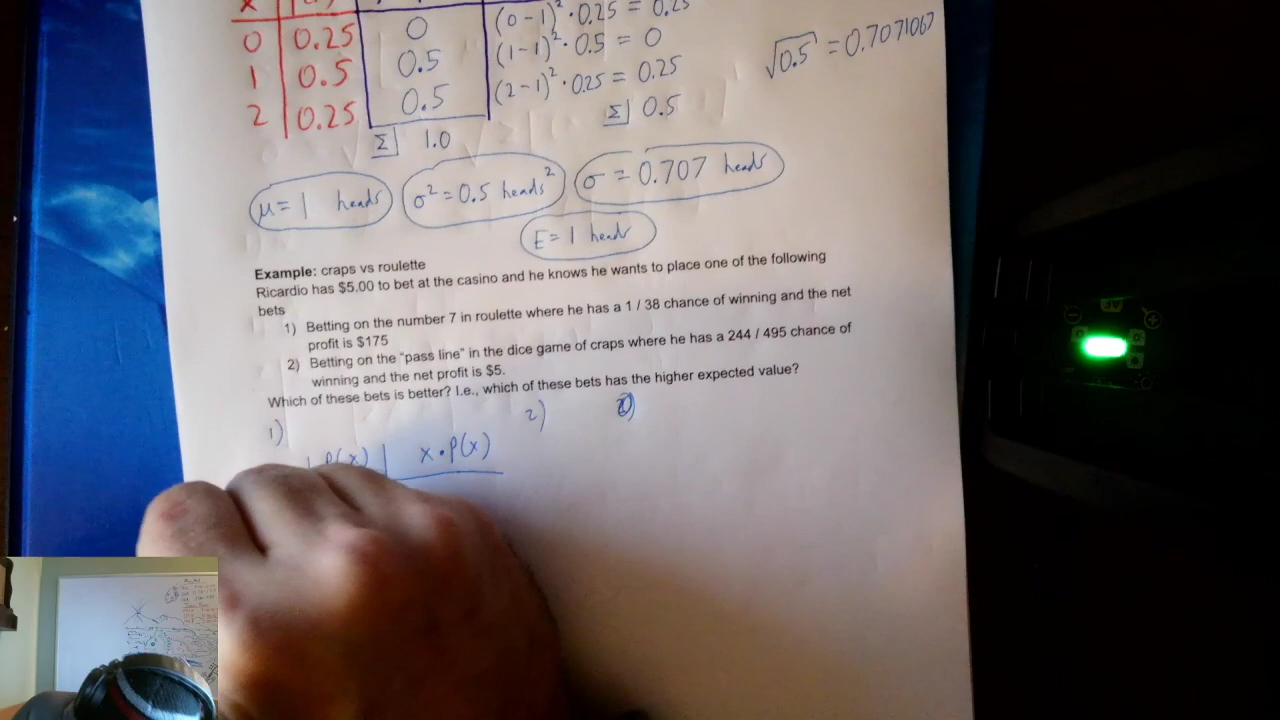 0 0.25 0 (0-1)² · 0.25 = 0.25
1 0.5 0.5 (1-1)² · 0.5 = 0
2 0.25 0.5 (2-1)² · 0.25 = 0.25
√0.5 = 0.7071067
Σ 1.0 Σ 0.5
μ = 1 heads σ² = 0.5 heads² σ = 0.707 heads
E = 1 heads
Example: craps vs roulette
Ricardio has $5.00 to bet at the casino and he knows he wants to place one of the following
bets
1) Betting on the number 7 in roulette where he has a 1 / 38 chance of winning and the net
profit is $175
2) Betting on the “pass line” in the dice game of craps where he has a 244 / 495 chance of
winning and the net profit is $5.
Which of these bets is better? I.e., which of these bets has the higher expected value?
1) 2)
P(x) x·P(x)